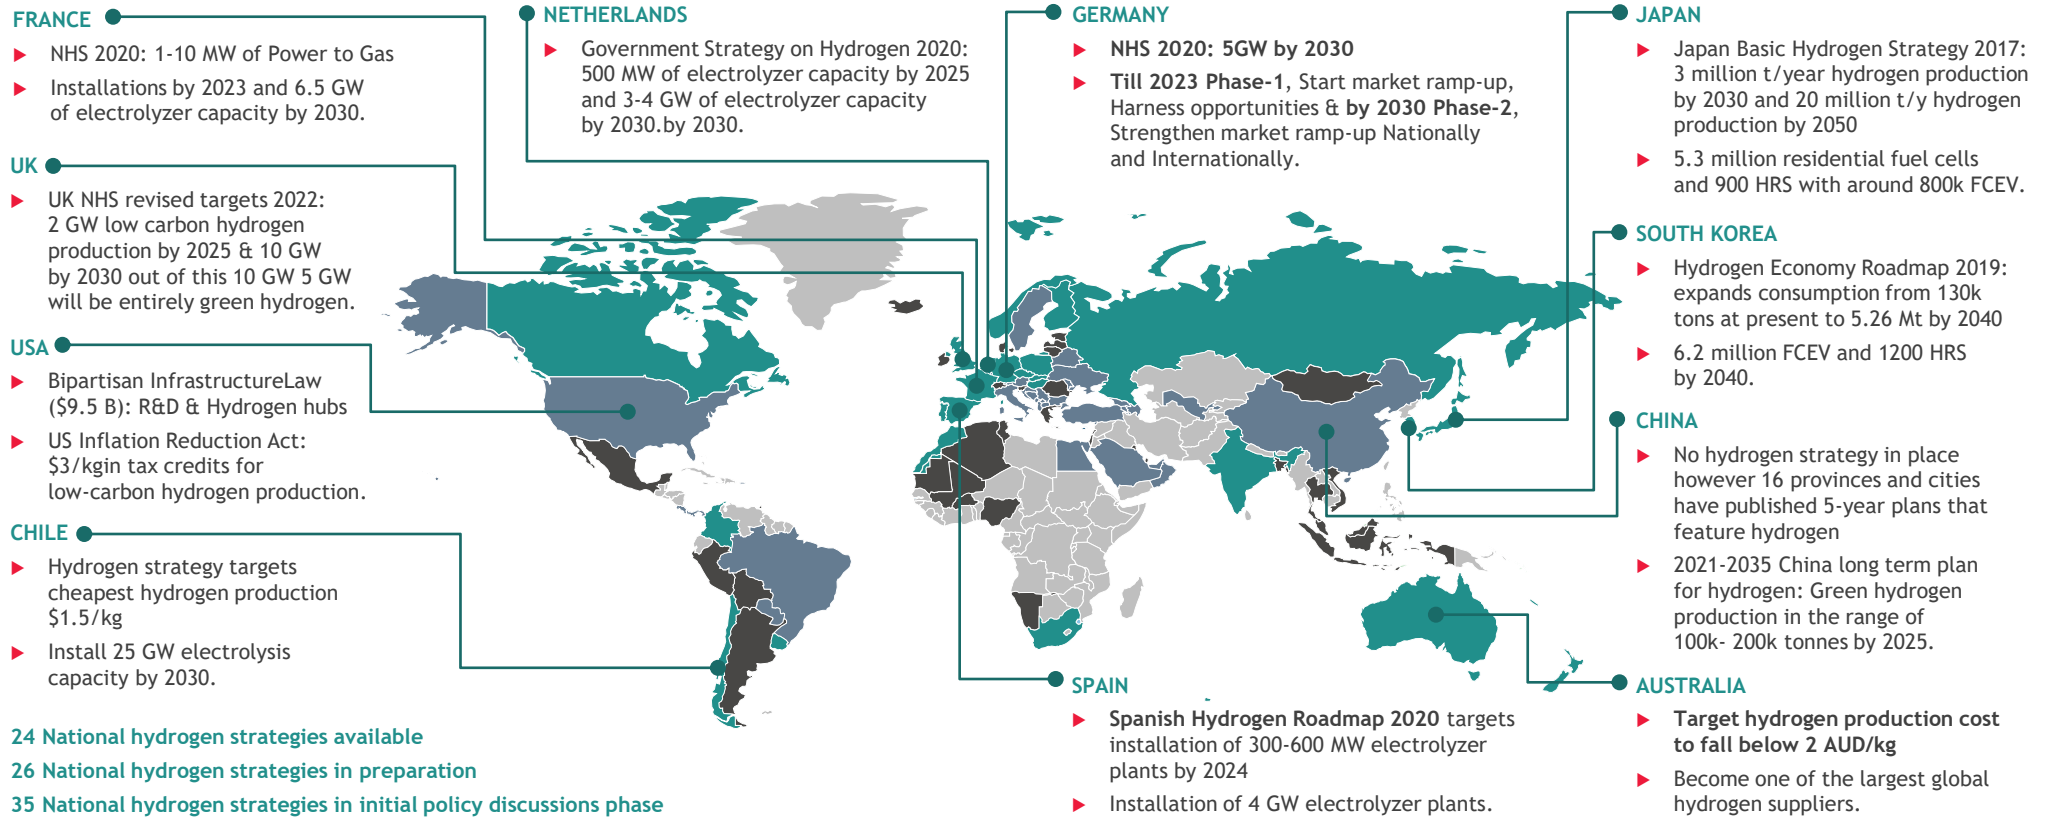 FRANCE
NHS 2020: 1-10 MW of Power to Gas
Installations by 2023 and 6.5 GW
of electrolyzer capacity by 2030.
UK
UK NHS revised targets 2022:
2 GW low carbon hydrogen
production by 2025 & 10 GW
by 2030 out of this 10 GW 5 GW
will be entirely green hydrogen.
USA
Bipartisan InfrastructureLaw
($9.5 B): R&D & Hydrogen hubs
US Inflation Reduction Act:
$3/kgin tax credits for
low-carbon hydrogen production.
CHILE
Hydrogen strategy targets
cheapest hydrogen production
$1.5/kg
Install 25 GW electrolysis
capacity by 2030.
24 National hydrogen strategies available
26 National hydrogen strategies in preparation
35 National hydrogen strategies in initial policy discussions phase
NETHERLANDS
Government Strategy on Hydrogen 2020:
500 MW of electrolyzer capacity by 2025
and 3-4 GW of electrolyzer capacity
by 2030.by 2030.
GERMANY
NHS 2020: 5GW by 2030
Till 2023 Phase-1, Start market ramp-up,
Harness opportunities & by 2030 Phase-2,
Strengthen market ramp-up Nationally
and Internationally.
SPAIN
Spanish Hydrogen Roadmap 2020 targets
installation of 300-600 MW electrolyzer
plants by 2024
Installation of 4 GW electrolyzer plants.
JAPAN
Japan Basic Hydrogen Strategy 2017:
3 million t/year hydrogen production
by 2030 and 20 million t/y hydrogen
production by 2050
5.3 million residential fuel cells
and 900 HRS with around 800k FCEV.
SOUTH KOREA
Hydrogen Economy Roadmap 2019:
expands consumption from 130k
tons at present to 5.26 Mt by 2040
6.2 million FCEV and 1200 HRS
by 2040.
CHINA
No hydrogen strategy in place
however 16 provinces and cities
have published 5-year plans that
feature hydrogen
2021-2035 China long term plan
for hydrogen: Green hydrogen
production in the range of
100k- 200k tonnes by 2025.
AUSTRALIA
Target hydrogen production cost
to fall below 2 AUD/kg
Become one of the largest global
hydrogen suppliers.